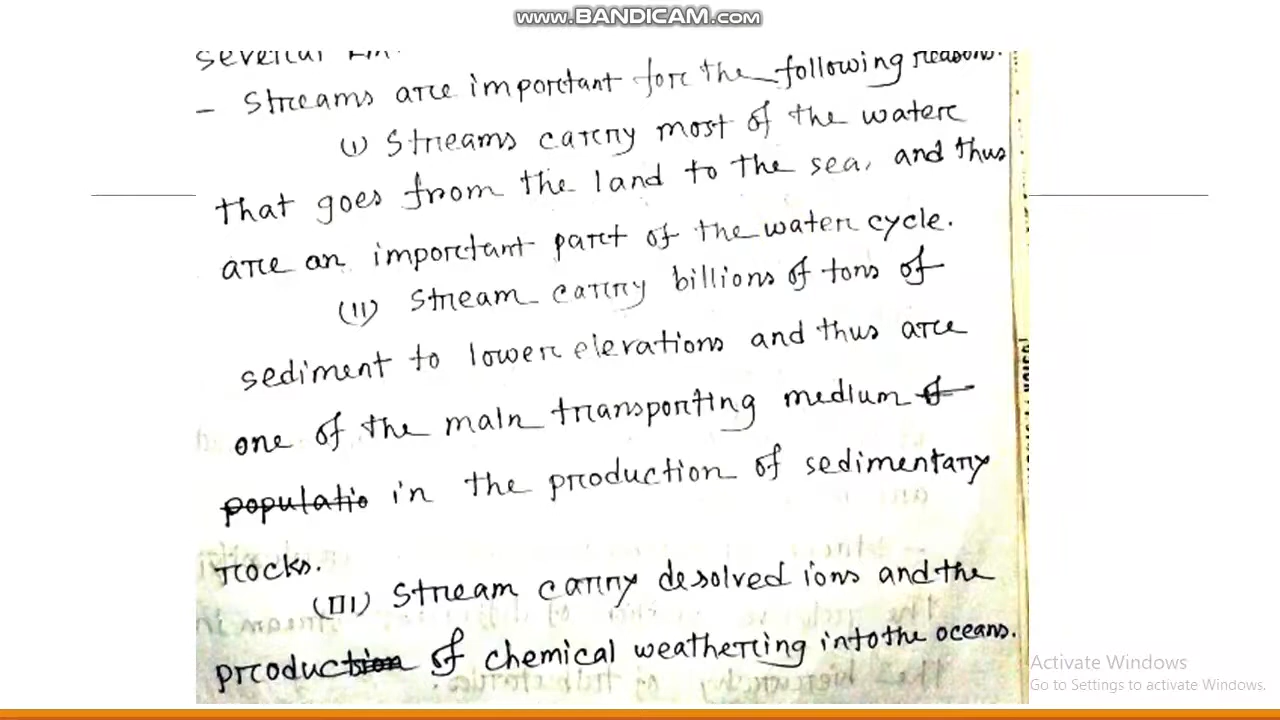 WWW.BANDICAM.COM
- Streams are important for the following reasons.
(I) Streams carry most of the water
that goes from the land to the sea, and thus
are an important part of the water cycle.
(II) Stream carry billions of tons of
sediment to lower elevations and thus are
one of the main transporting medium of
populatio in the production of sedimentary
rocks.
(III) Stream carry desolved ions and the
production of chemical weathering into the oceans.
Activate Windows
Go to Settings to activate Windows.